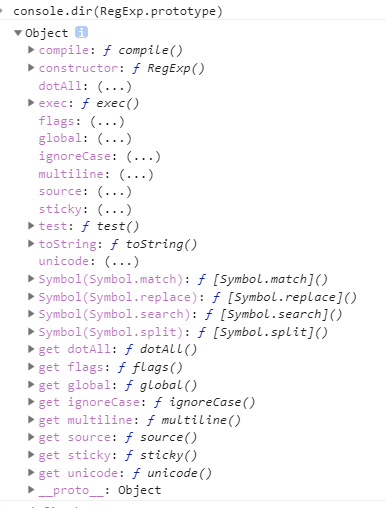 console.dir(RegExp.prototype)
Object i
compile: ƒ compile()
constructor: ƒ RegExp()
dotAll: (...)
exec: ƒ exec()
flags: (...)
global: (...)
ignoreCase: (...)
multiline: (...)
source: (...)
sticky: (...)
test: ƒ test()
toString: ƒ toString()
unicode: (...)
Symbol(Symbol.match): ƒ [Symbol.match]()
Symbol(Symbol.replace): ƒ [Symbol.replace]()
Symbol(Symbol.search): ƒ [Symbol.search]()
Symbol(Symbol.split): ƒ [Symbol.split]()
get dotAll: ƒ dotAll()
get flags: ƒ flags()
get global: ƒ global()
get ignoreCase: ƒ ignoreCase()
get multiline: ƒ multiline()
get source: ƒ source()
get sticky: ƒ sticky()
get unicode: ƒ unicode()
__proto__: Object